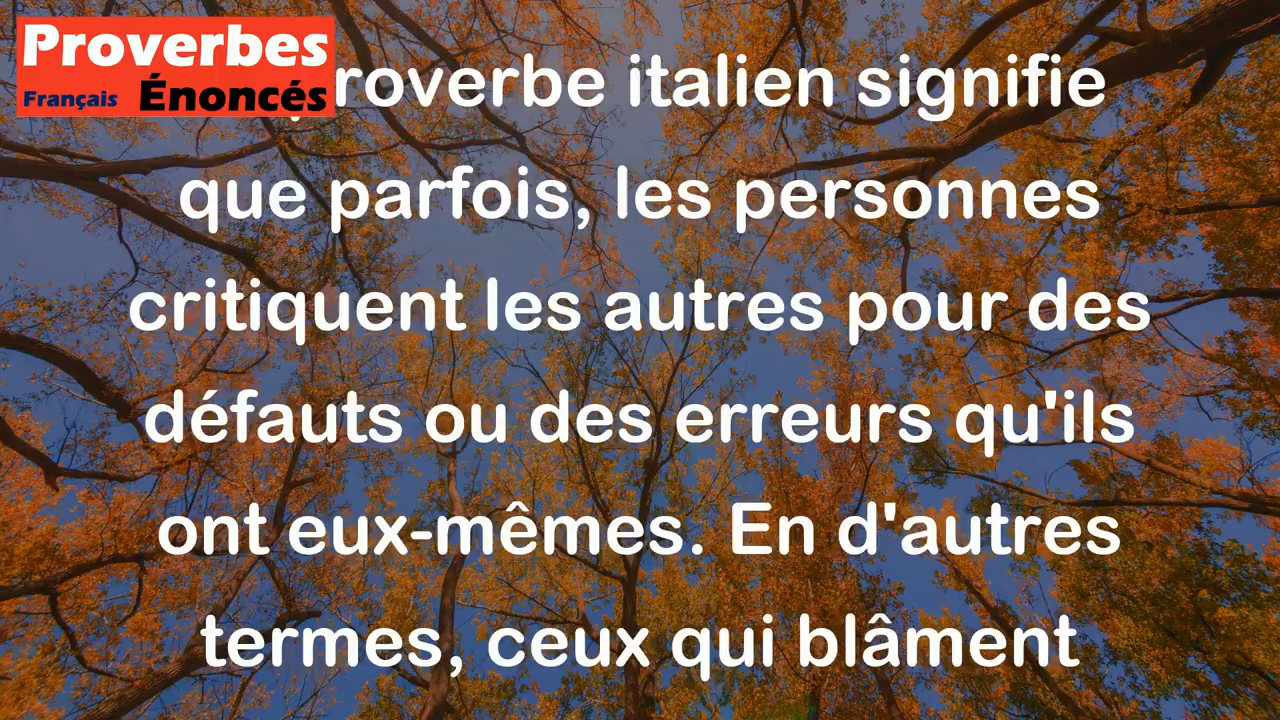 Proverbes
Français Énoncés
proverbe italien signifie
que parfois, les personnes
critiquent les autres pour des
défauts ou des erreurs qu'ils
ont eux-mêmes. En d'autres
termes, ceux qui blâment